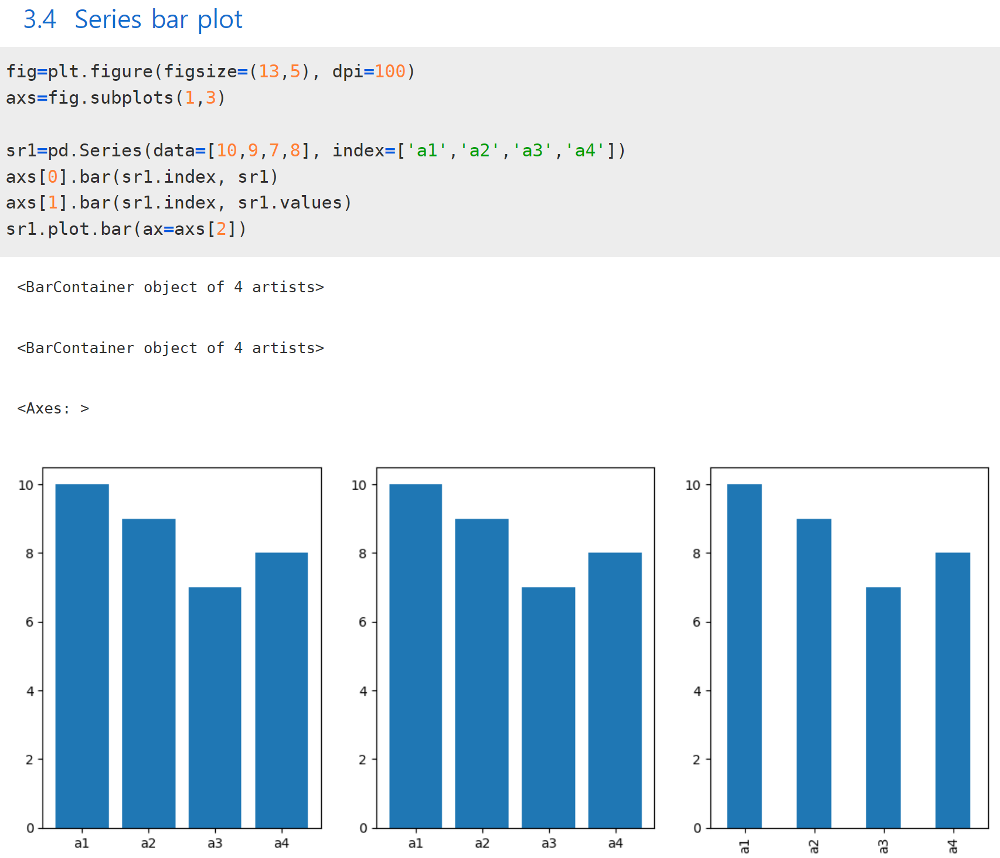 3.4 Series bar plot
fig=plt.figure(figsize=(13,5), dpi=100)
axs=fig.subplots(1,3)
sr1=pd.Series(data=[10,9,7,8], index=['a1','a2','a3','a4'])
axs[0].bar(sr1.index, sr1)
axs[1].bar(sr1.index, sr1.values)
sr1.plot.bar(ax=axs[2])
<BarContainer object of 4 artists>
<BarContainer object of 4 artists>
<Axes: >
10
8
6
4
2
0
a1 a2 a3 a4
10
8
6
4
2
0
a1 a2 a3 a4
10
8
6
4
2
0
a1 a2 a3 a4